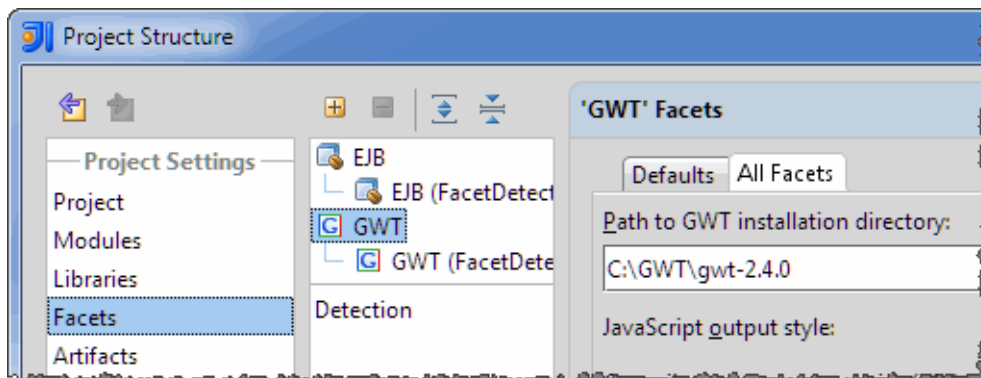 Project Structure
Project Settings
Project
Modules
Libraries
Facets
Artifacts
EJB
EJB (FacetDetect
GWT
GWT (FacetDete
Detection
'GWT' Facets
Defaults
All Facets
Path to GWT installation directory:
C:\GWT\gwt-2.4.0
JavaScript output style: